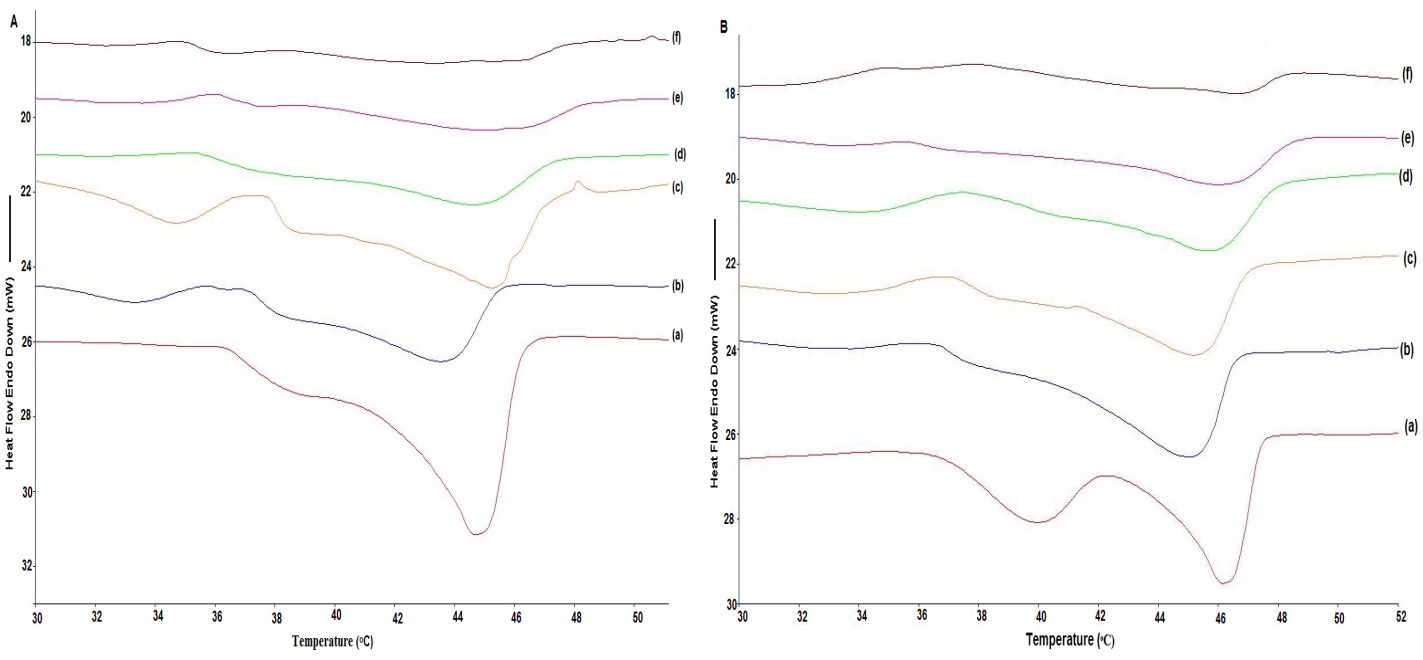 A
18
20
22
24
26
28
30
32
Heat Flow Endo Down (mW)
(f)
(e)
(d)
(c)
(b)
(a)
30 32 34 36 38 40 42 44 46 48 50
Temperature (°C)
B
18
20
22
24
26
28
30
Heat Flow Endo Down (mW)
(f)
(e)
(d)
(c)
(b)
(a)
30 32 34 36 38 40 42 44 46 48 50 52
Temperature (°C)